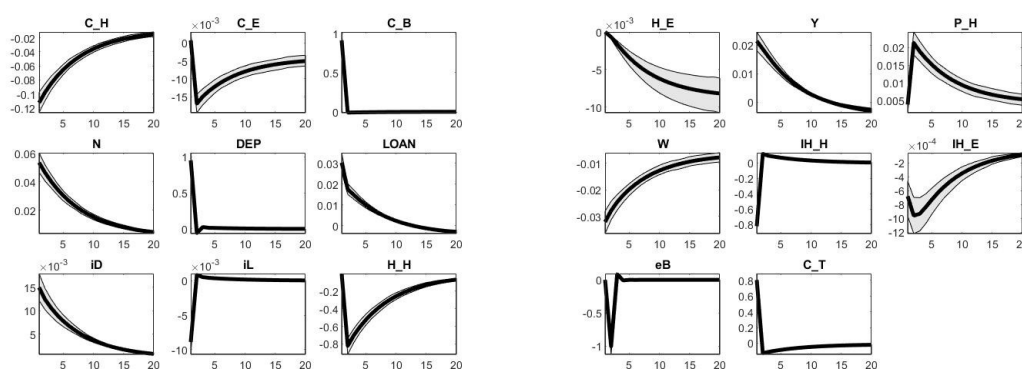 C_H
-0.02
-0.04
-0.06
-0.08
-0.1
-0.12
5 10 15 20
×10⁻³ C_E
0
-5
-10
-15
5 10 15 20
C_B
1
0.5
0
5 10 15 20
N
0.06
0.04
0.02
5 10 15 20
DEP
1
0.5
0
5 10 15 20
LOAN
0.03
0.02
0.01
0
5 10 15 20
×10⁻³ iD
15
10
5
5 10 15 20
×10⁻³ iL
0
-5
-10
5 10 15 20
H_H
-0.2
-0.4
-0.6
-0.8
5 10 15 20
×10⁻³ H_E
0
-5
-10
5 10 15 20
Y
0.02
0.01
0
5 10 15 20
P_H
0.02
0.015
0.01
0.005
5 10 15 20
W
-0.01
-0.02
-0.03
5 10 15 20
IH_H
0
-0.2
-0.4
-0.6
-0.8
5 10 15 20
×10⁻⁴ IH_E
-2
-4
-6
-8
-10
-12
5 10 15 20
eB
0
-0.5
-1
5 10 15 20
C_T
0.8
0.6
0.4
0.2
0
5 10 15 20